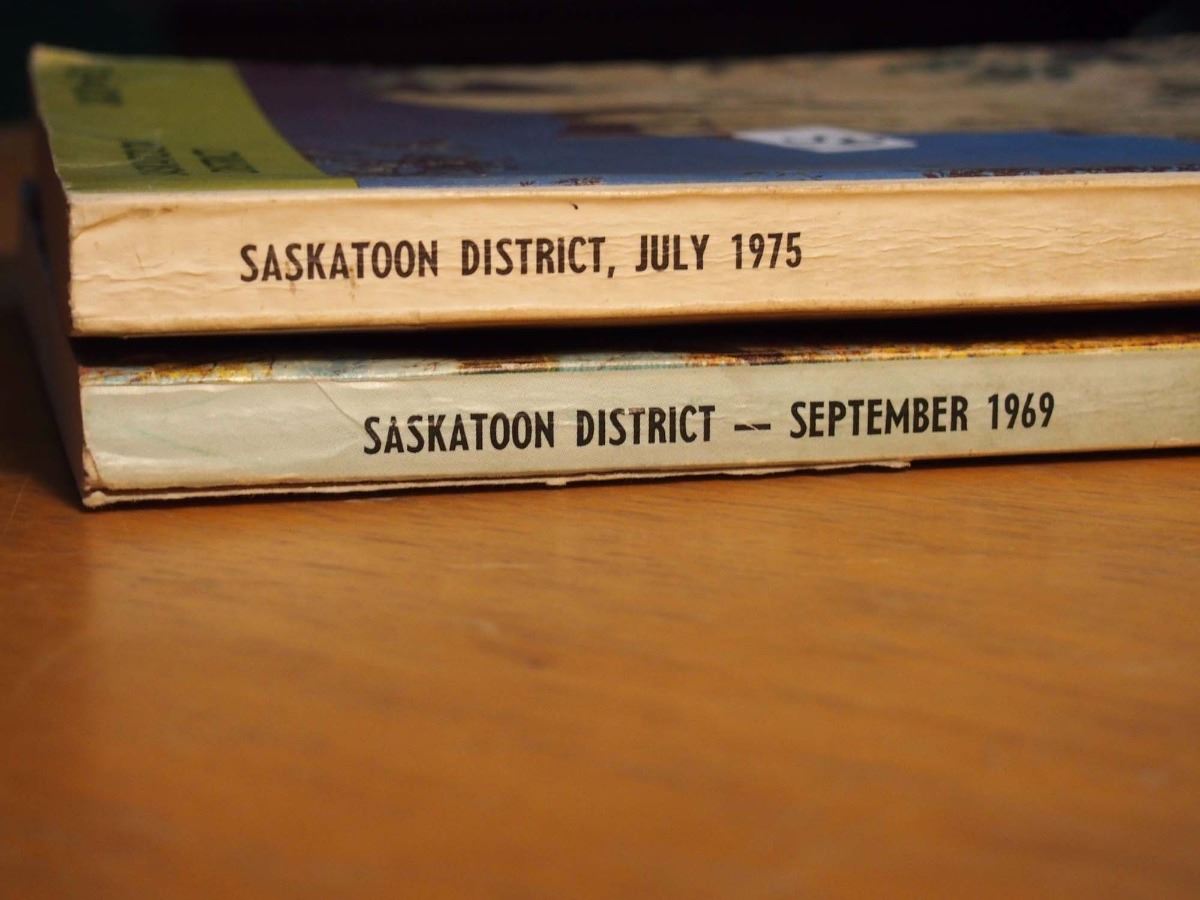 SASKATOON DISTRICT, JULY 1975
SASKATOON DISTRICT — SEPTEMBER 1969